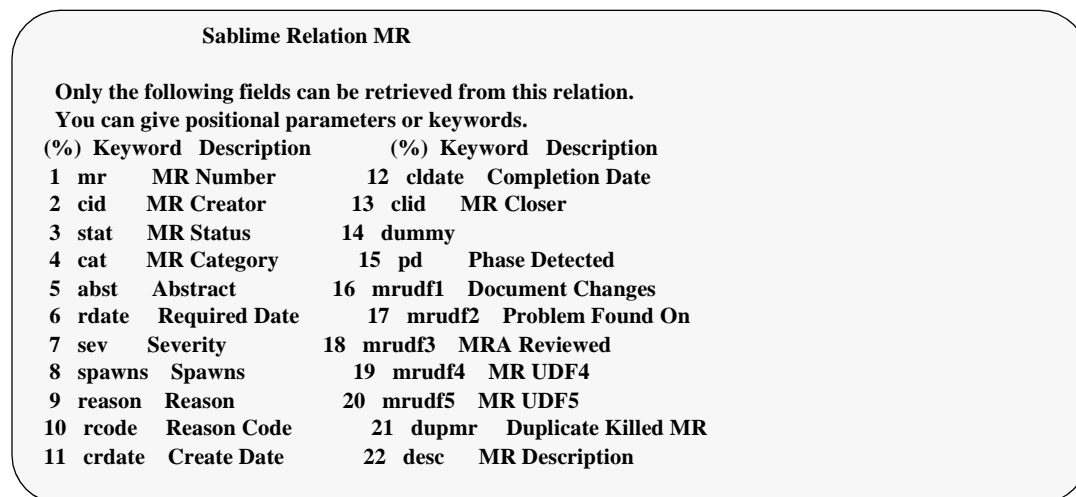 Sablime Relation MR
Only the following fields can be retrieved from this relation.
You can give positional parameters or keywords.
(%) Keyword Description (%) Keyword Description
1 mr MR Number 12 cldate Completion Date
2 cid MR Creator 13 clid MR Closer
3 stat MR Status 14 dummy
4 cat MR Category 15 pd Phase Detected
5 abst Abstract 16 mrudf1 Document Changes
6 rdate Required Date 17 mrudf2 Problem Found On
7 sev Severity 18 mrudf3 MRA Reviewed
8 spawns Spawns 19 mrudf4 MR UDF4
9 reason Reason 20 mrudf5 MR UDF5
10 rcode Reason Code 21 dupmr Duplicate Killed MR
11 crdate Create Date 22 desc MR Description